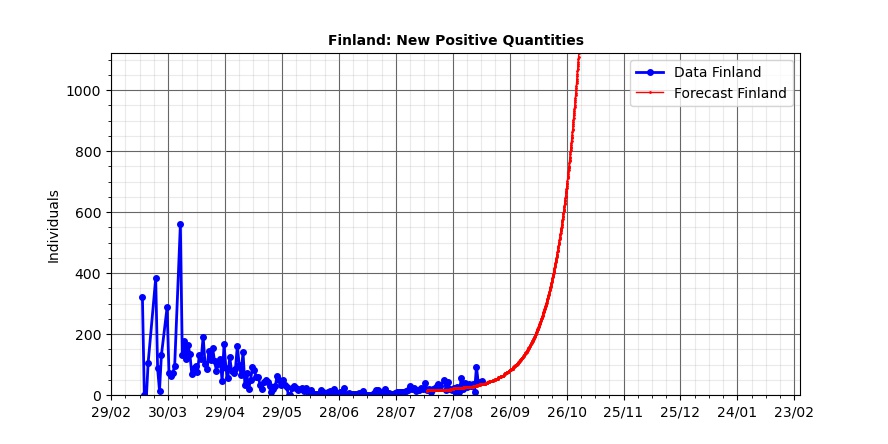 Finland: New Positive Quantities
Data Finland
Forecast Finland
Individuals
1000
800
600
400
200
0
29/02 30/03 29/04 29/05 28/06 28/07 27/08 26/09 26/10 25/11 25/12 24/01 23/02